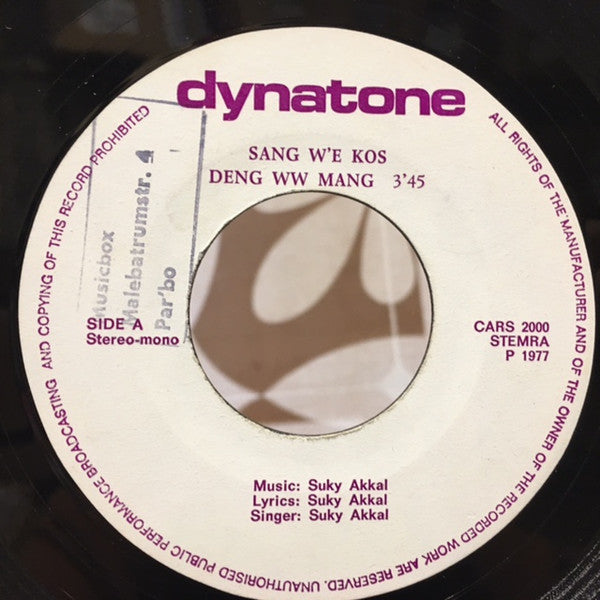 dynatone
SANG W'E KOS
DENG WW MANG 3'45
Musicbox
Malebatrumstr. 4
Par'bo
SIDE A
Stereo-mono
CARS 2000
STEMRA
P 1977
Music: Suky Akkal
Lyrics: Suky Akkal
Singer: Suky Akkal
ALL RIGHTS OF THE MANUFACTURER AND OF THE OWNER OF THE RECORDED WORK ARE RESERVED. UNAUTHORISED PUBLIC PERFORMANCE BROADCASTING AND COPYING OF THIS RECORD PROHIBITED